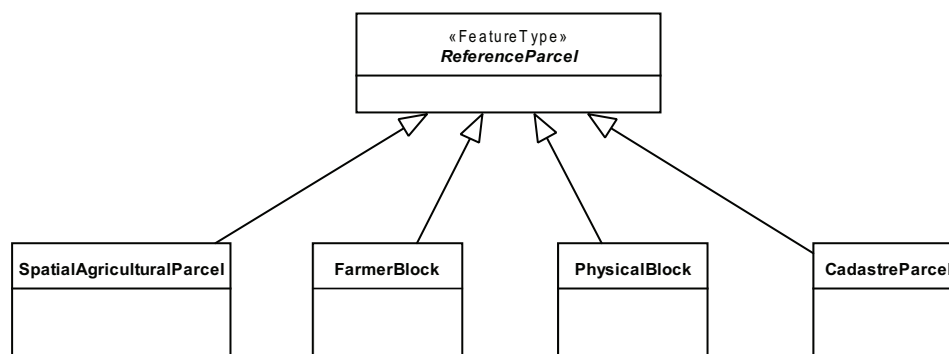 «FeatureType»
ReferenceParcel
SpatialAgriculturalParcel
FarmerBlock
PhysicalBlock
CadastreParcel